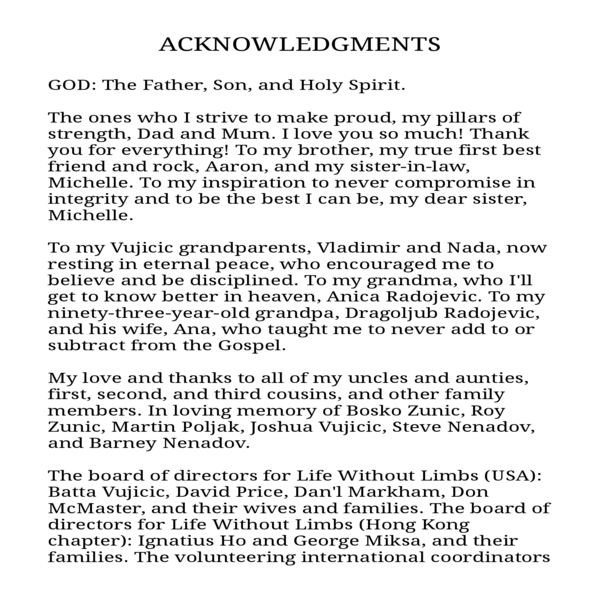 ACKNOWLEDGMENTS
GOD: The Father, Son, and Holy Spirit.
The ones who I strive to make proud, my pillars of
strength, Dad and Mum. I love you so much! Thank
you for everything! To my brother, my true first best
friend and rock, Aaron, and my sister-in-law,
Michelle. To my inspiration to never compromise in
integrity and to be the best I can be, my dear sister,
Michelle.
To my Vujicic grandparents, Vladimir and Nada, now
resting in eternal peace, who encouraged me to
believe and be disciplined. To my grandma, who I'll
get to know better in heaven, Anica Radojevic. To my
ninety-three-year-old grandpa, Dragoljub Radojevic,
and his wife, Ana, who taught me to never add to or
subtract from the Gospel.
My love and thanks to all of my uncles and aunties,
first, second, and third cousins, and other family
members. In loving memory of Bosko Zunic, Roy
Zunic, Martin Poljak, Joshua Vujicic, Steve Nenadov,
and Barney Nenadov.
The board of directors for Life Without Limbs (USA):
Batta Vujicic, David Price, Dan'l Markham, Don
McMaster, and their wives and families. The board of
directors for Life Without Limbs (Hong Kong
chapter): Ignatius Ho and George Miksa, and their
families. The volunteering international coordinators